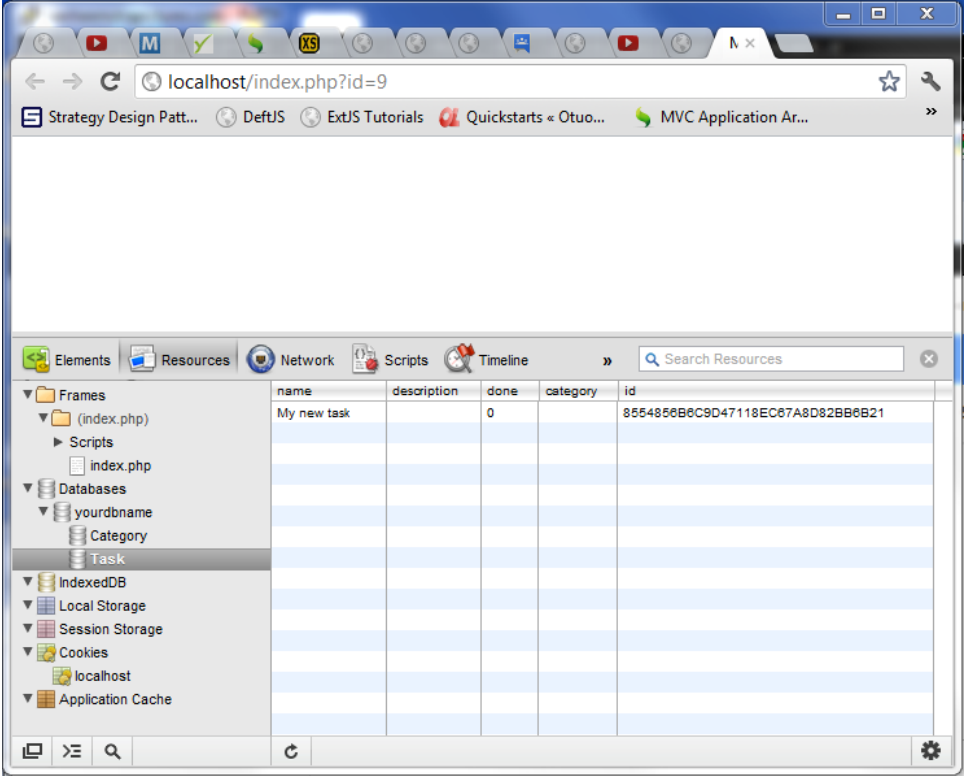 localhost/index.php?id=9
Strategy Design Patt... DeftJS ExtJS Tutorials Quickstarts « Otuo... MVC Application Ar... »
Elements Resources Network Scripts Timeline » Search Resources
name description done category id
My new task 0 8554856B6C9D47118EC67A8D82BB6B21
Frames
(index.php)
Scripts
index.php
Databases
yourdbname
Category
Task
IndexedDB
Local Storage
Session Storage
Cookies
localhost
Application Cache